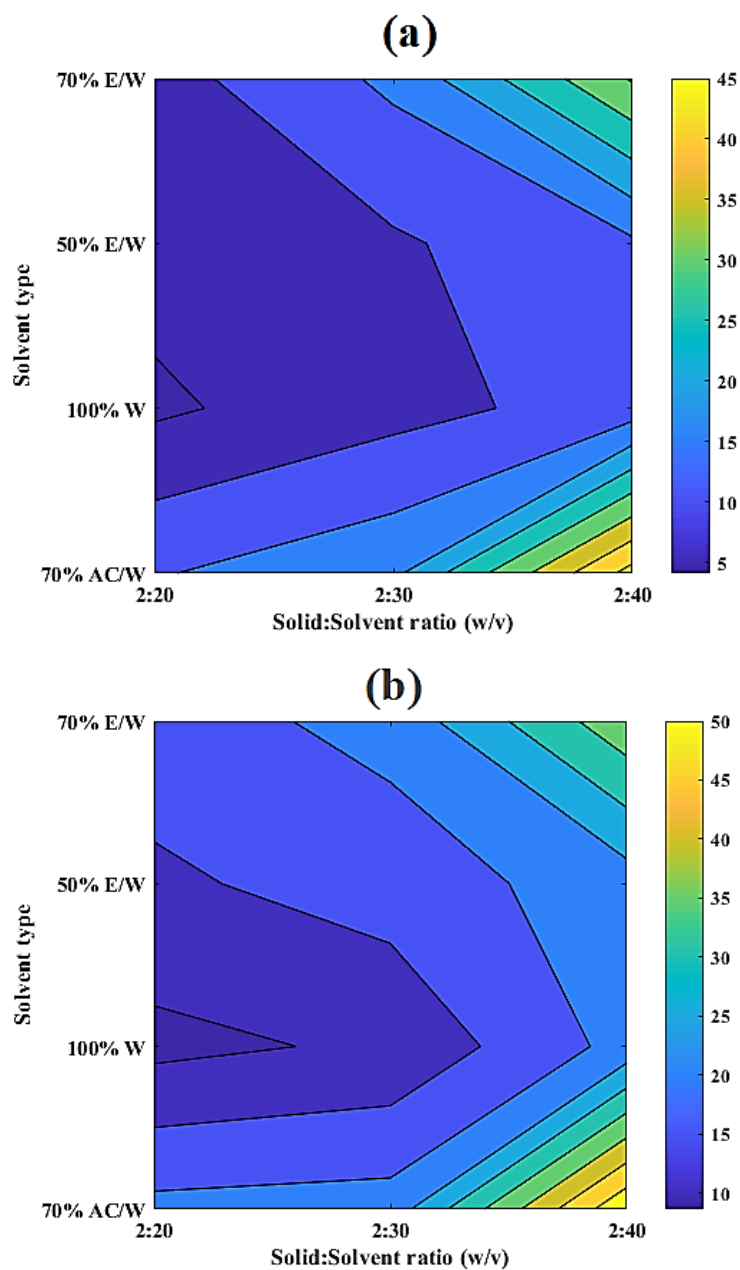 (a)
70% E/W
50% E/W
100% W
70% AC/W
Solvent type
2:20
2:30
2:40
Solid:Solvent ratio (w/v)
45
40
35
30
25
20
15
10
5
(b)
70% E/W
50% E/W
100% W
70% AC/W
Solvent type
2:20
2:30
2:40
Solid:Solvent ratio (w/v)
50
45
40
35
30
25
20
15
10